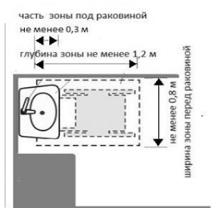 часть зоны под раковиной
не менее 0,3 м
глубина зоны не менее 1,2 м
не менее 0,8 м
ширина зоны перед раковиной